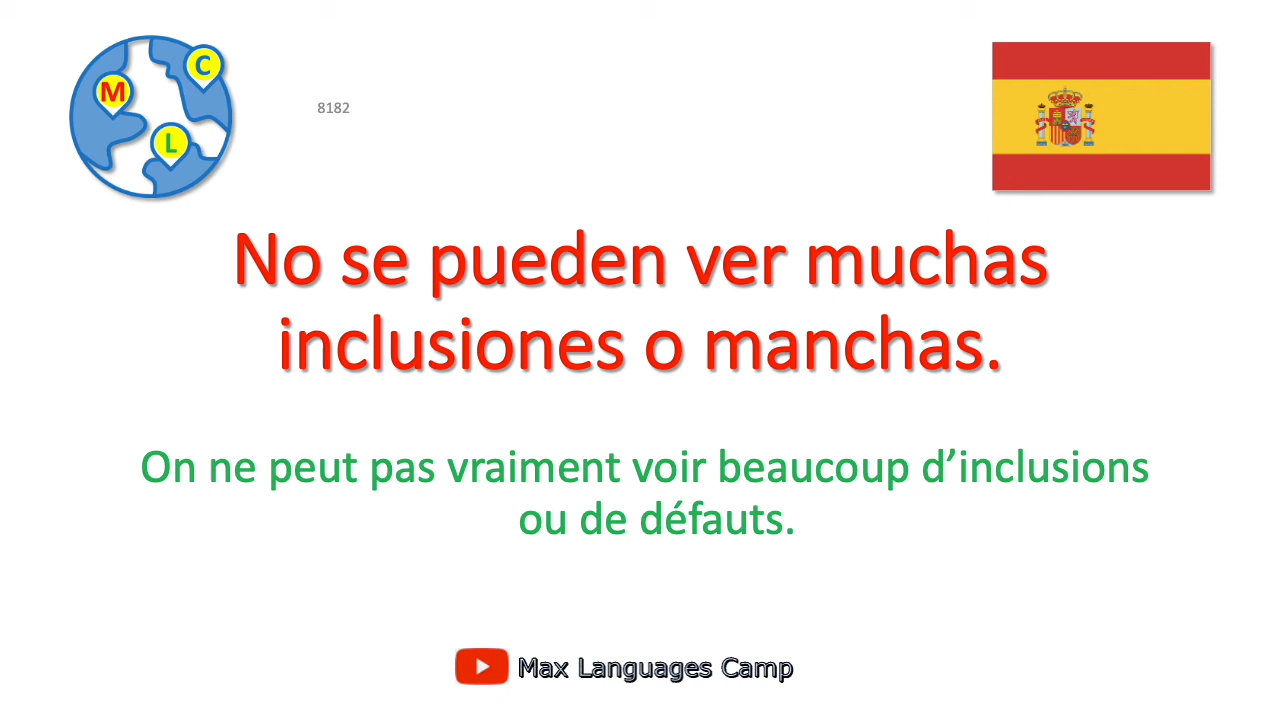 C
M
8182
L
No se pueden ver muchas
inclusiones o manchas.
On ne peut pas vraiment voir beaucoup d’inclusions
ou de défauts.
Max Languages Camp